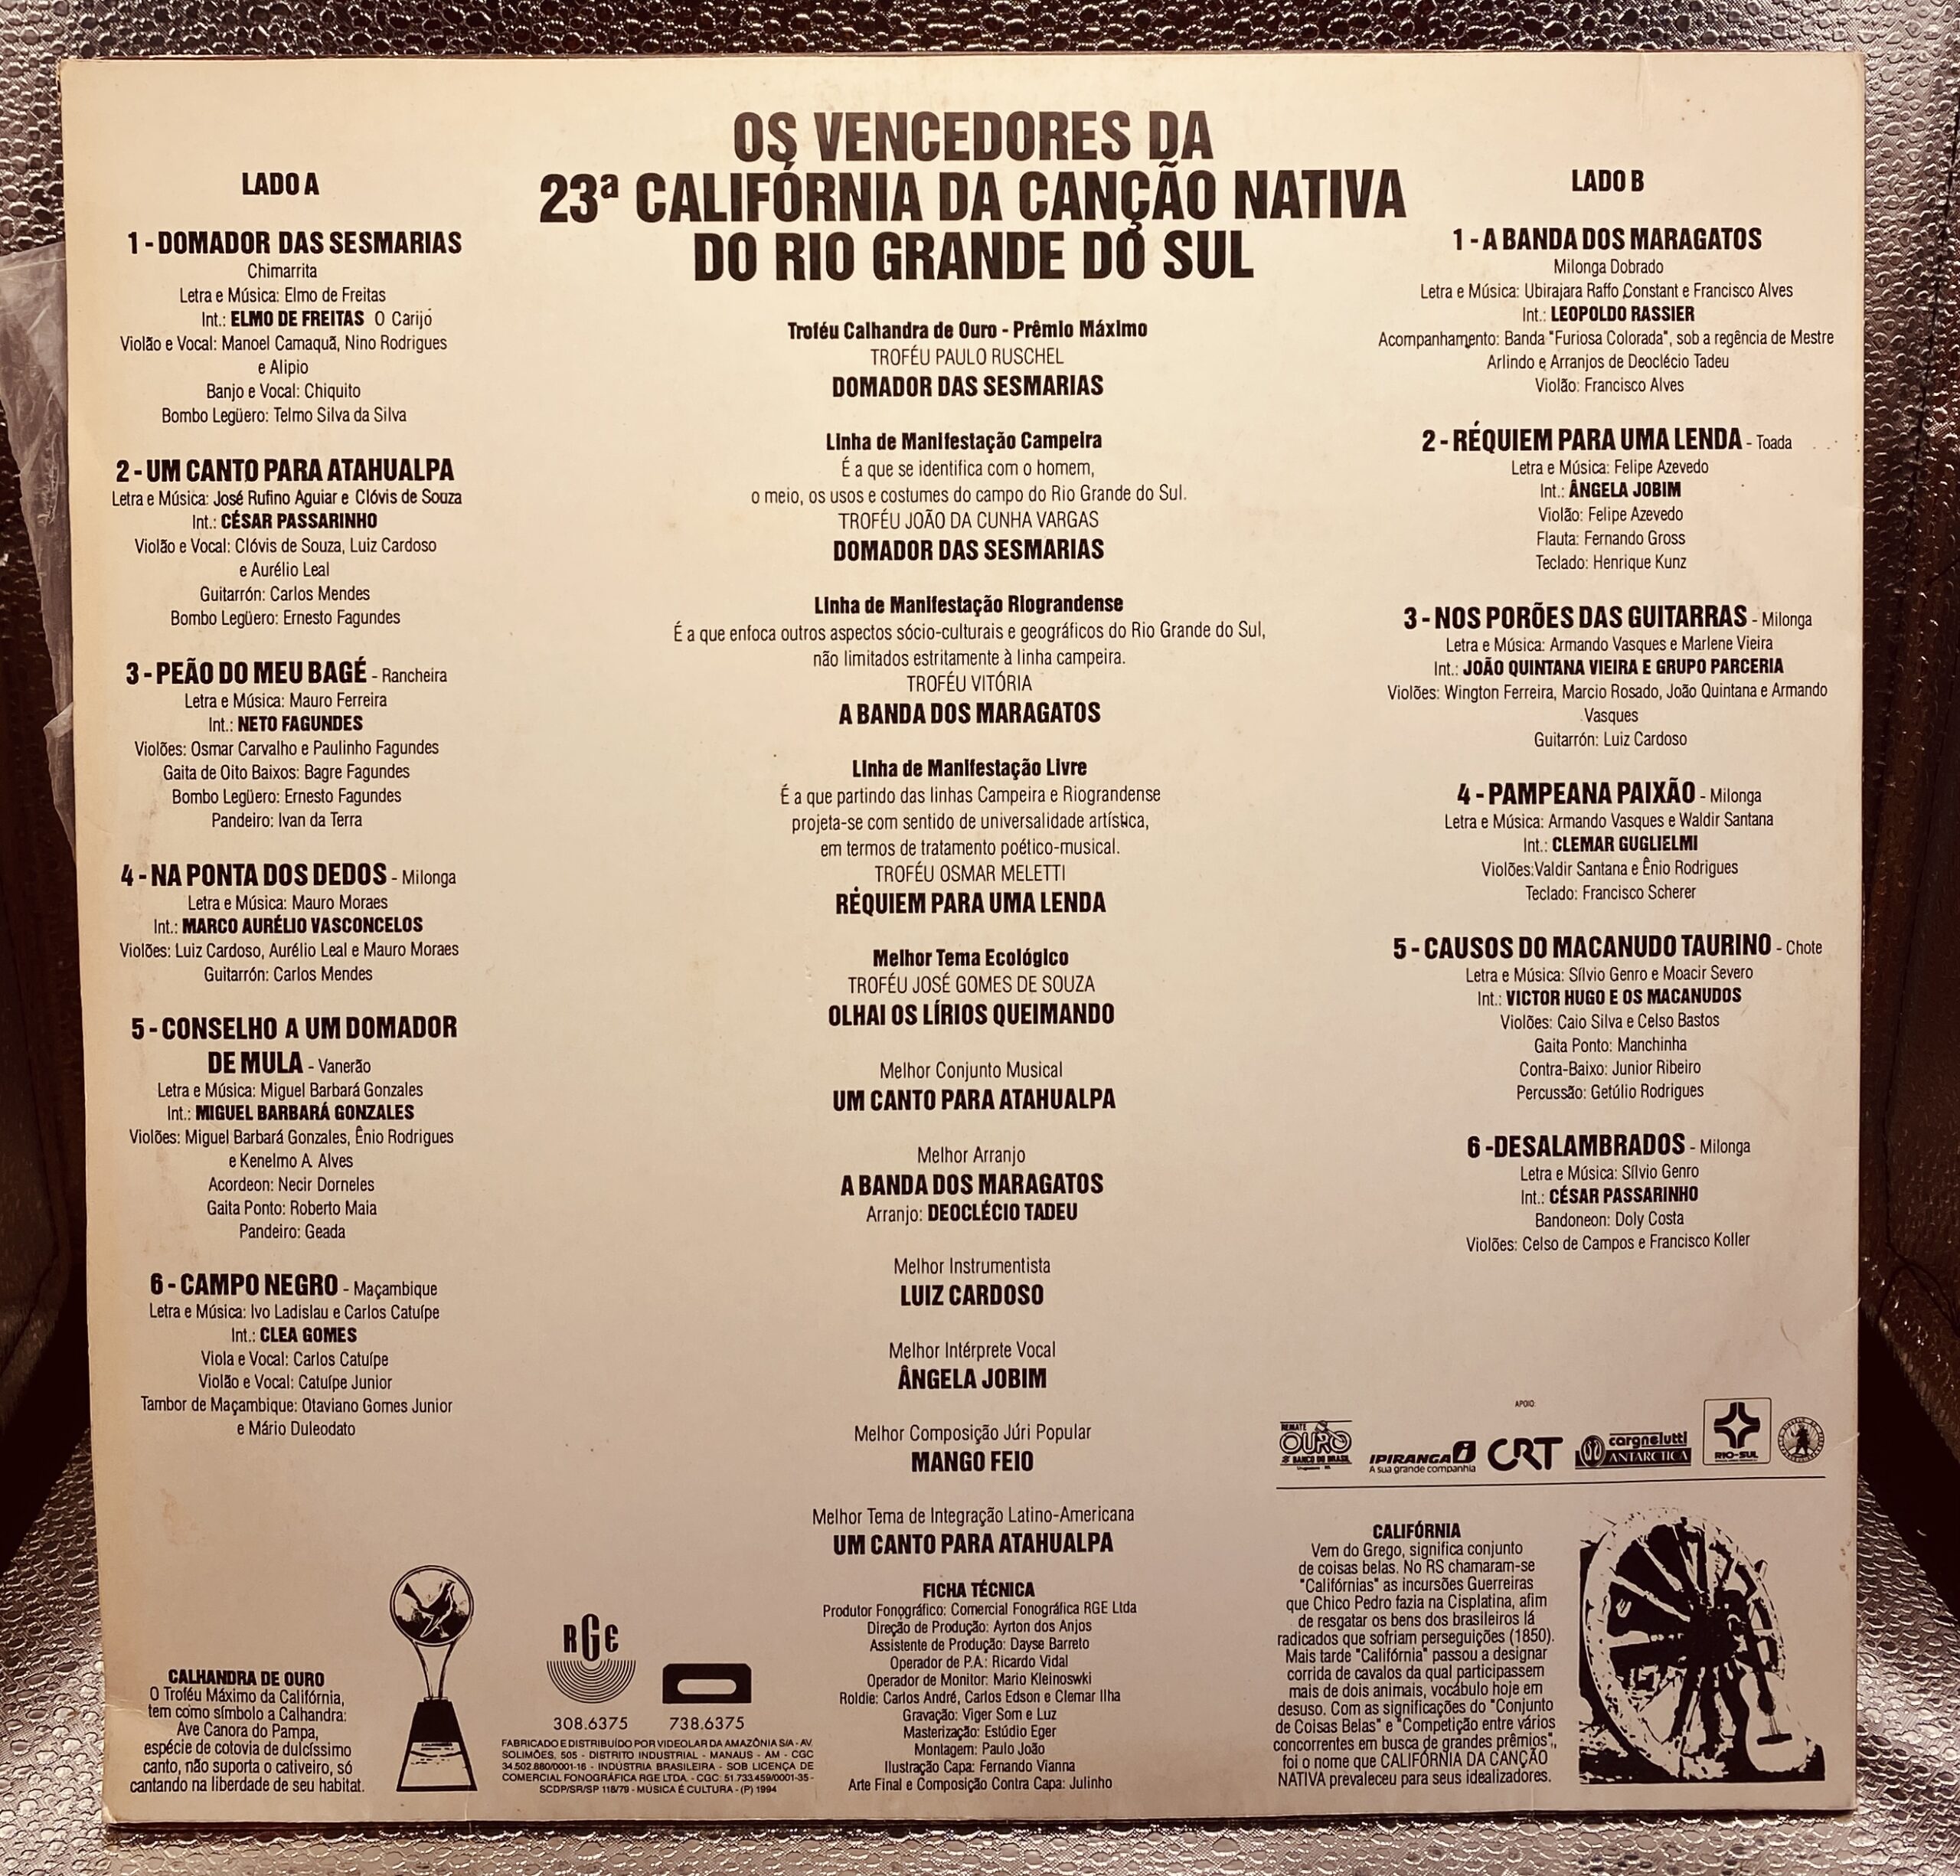 OS VENCEDORES DA
23ª CALIFÓRNIA DA CANÇÃO NATIVA
DO RIO GRANDE DO SUL
LADO A
1 - DOMADOR DAS SESMARIAS
Chimarrita
Letra e Música: Elmo de Freitas
Int.: ELMO DE FREITAS O Carijó
Violão e Vocal: Manoel Camaquã, Nino Rodrigues
e Alipio
Banjo e Vocal: Chiquito
Bombo Legüero: Telmo Silva da Silva
2 - UM CANTO PARA ATAHUALPA
Letra e Música: José Rufino Aguiar e Clóvis de Souza
Int.: CÉSAR PASSARINHO
Violão e Vocal: Clóvis de Souza, Luiz Cardoso
e Aurélio Leal
Guitarrón: Carlos Mendes
Bombo Legüero: Ernesto Fagundes
3 - PEÃO DO MEU BAGÉ - Rancheira
Letra e Música: Mauro Ferreira
Int.: NETO FAGUNDES
Violões: Osmar Carvalho e Paulinho Fagundes
Gaita de Oito Baixos: Bagre Fagundes
Bombo Legüero: Ernesto Fagundes
Pandeiro: Ivan da Terra
4 - NA PONTA DOS DEDOS - Milonga
Letra e Música: Mauro Moraes
Int.: MARCO AURÉLIO VASCONCELOS
Violões: Luiz Cardoso, Aurélio Leal e Mauro Moraes
Guitarrón: Carlos Mendes
5 - CONSELHO A UM DOMADOR
DE MULA - Vanerão
Letra e Música: Miguel Barbará Gonzales
Int.: MIGUEL BARBARÁ GONZALES
Violões: Miguel Barbará Gonzales, Ênio Rodrigues
e Kenelmo A. Alves
Acordeon: Necir Dorneles
Gaita Ponto: Roberto Maia
Pandeiro: Geada
6 - CAMPO NEGRO - Maçambique
Letra e Música: Ivo Ladislau e Carlos Catuípe
Int.: CLEA GOMES
Viola e Vocal: Carlos Catuípe
Violão e Vocal: Catuípe Junior
Tambor de Maçambique: Otaviano Gomes Junior
e Mário Duleodato
CALHANDRA DE OURO
O Troféu Máximo da Califórnia,
tem como símbolo a Calhandra:
Ave Canora do Pampa,
espécie de cotovia de dulcíssimo
canto, não suporta o cativeiro, só
cantando na liberdade de seu habitat.
Troféu Calhandra de Ouro - Prêmio Máximo
TROFÉU PAULO RUSCHEL
DOMADOR DAS SESMARIAS
Linha de Manifestação Campeira
É a que se identifica com o homem,
o meio, os usos e costumes do campo do Rio Grande do Sul.
TROFÉU JOÃO DA CUNHA VARGAS
DOMADOR DAS SESMARIAS
Linha de Manifestação Riograndense
É a que enfoca outros aspectos sócio-culturais e geográficos do Rio Grande do Sul,
não limitados estritamente à linha campeira.
TROFÉU VITÓRIA
A BANDA DOS MARAGATOS
Linha de Manifestação Livre
É a que partindo das linhas Campeira e Riograndense
projeta-se com sentido de universalidade artística,
em termos de tratamento poético-musical.
TROFÉU OSMAR MELETTI
RÉQUIEM PARA UMA LENDA
Melhor Tema Ecológico
TROFÉU JOSÉ GOMES DE SOUZA
OLHAI OS LÍRIOS QUEIMANDO
Melhor Conjunto Musical
UM CANTO PARA ATAHUALPA
Melhor Arranjo
A BANDA DOS MARAGATOS
Arranjo: DEOCLÉCIO TADEU
Melhor Instrumentista
LUIZ CARDOSO
Melhor Intérprete Vocal
ÂNGELA JOBIM
Melhor Composição Júri Popular
MANGO FEIO
Melhor Tema de Integração Latino-Americana
UM CANTO PARA ATAHUALPA
FICHA TÉCNICA
Produtor Fonográfico: Comercial Fonográfica RGE Ltda
Direção de Produção: Ayrton dos Anjos
Assistente de Produção: Dayse Barreto
Operador de P.A.: Ricardo Vidal
Operador de Monitor: Mario Kleinoswki
Roldie: Carlos André, Carlos Edson e Clemar Ilha
Gravação: Viger Som e Luz
Masterização: Estúdio Eger
Montagem: Paulo João
Ilustração Capa: Fernando Vianna
Arte Final e Composição Contra Capa: Julinho
RGE
308.6375 738.6375
FABRICADO E DISTRIBUÍDO POR VIDEOLAR DA AMAZÔNIA S/A - AV.
SOLIMÕES, 505 - DISTRITO INDUSTRIAL - MANAUS - AM - CGC
34.502.880/0001-16 - INDÚSTRIA BRASILEIRA - SOB LICENÇA DE
COMERCIAL FONOGRÁFICA RGE LTDA. - CGC: 51.733.459/0001-35 -
SCDP/SR/SP 118/79 - MÚSICA É CULTURA - (P) 1994
LADO B
1 - A BANDA DOS MARAGATOS
Milonga Dobrado
Letra e Música: Ubirajara Raffo Constant e Francisco Alves
Int.: LEOPOLDO RASSIER
Acompanhamento: Banda "Furiosa Colorada", sob a regência de Mestre
Arlindo e Arranjos de Deoclécio Tadeu
Violão: Francisco Alves
2 - RÉQUIEM PARA UMA LENDA - Toada
Letra e Música: Felipe Azevedo
Int.: ÂNGELA JOBIM
Violão: Felipe Azevedo
Flauta: Fernando Gross
Teclado: Henrique Kunz
3 - NOS PORÕES DAS GUITARRAS - Milonga
Letra e Música: Armando Vasques e Marlene Vieira
Int.: JOÃO QUINTANA VIEIRA E GRUPO PARCERIA
Violões: Wington Ferreira, Marcio Rosado, João Quintana e Armando
Vasques
Guitarrón: Luiz Cardoso
4 - PAMPEANA PAIXÃO - Milonga
Letra e Música: Armando Vasques e Waldir Santana
Int.: CLEMAR GUGLIELMI
Violões:Valdir Santana e Ênio Rodrigues
Teclado: Francisco Scherer
5 - CAUSOS DO MACANUDO TAURINO - Chote
Letra e Música: Sílvio Genro e Moacir Severo
Int.: VICTOR HUGO E OS MACANUDOS
Violões: Caio Silva e Celso Bastos
Gaita Ponto: Manchinha
Contra-Baixo: Junior Ribeiro
Percussão: Getúlio Rodrigues
6 -DESALAMBRADOS - Milonga
Letra e Música: Sílvio Genro
Int.: CÉSAR PASSARINHO
Bandoneon: Doly Costa
Violões: Celso de Campos e Francisco Koller
APOIO:
REMATE
OURO
BANCO DO BRASIL
IPIRANGA
A sua grande companhia
CRT
cargnelutti
ANTARCTICA
RIO-SUL
CALIFÓRNIA
Vem do Grego, significa conjunto
de coisas belas. No RS chamaram-se
"Califórnias" as incursões Guerreiras
que Chico Pedro fazia na Cisplatina, afim
de resgatar os bens dos brasileiros lá
radicados que sofriam perseguições (1850).
Mais tarde "Califórnia" passou a designar
corrida de cavalos da qual participassem
mais de dois animais, vocábulo hoje em
desuso. Com as significações do "Conjunto
de Coisas Belas" e "Competição entre vários
concorrentes em busca de grandes prêmios",
foi o nome que CALIFÓRNIA DA CANÇÃO
NATIVA prevaleceu para seus idealizadores.